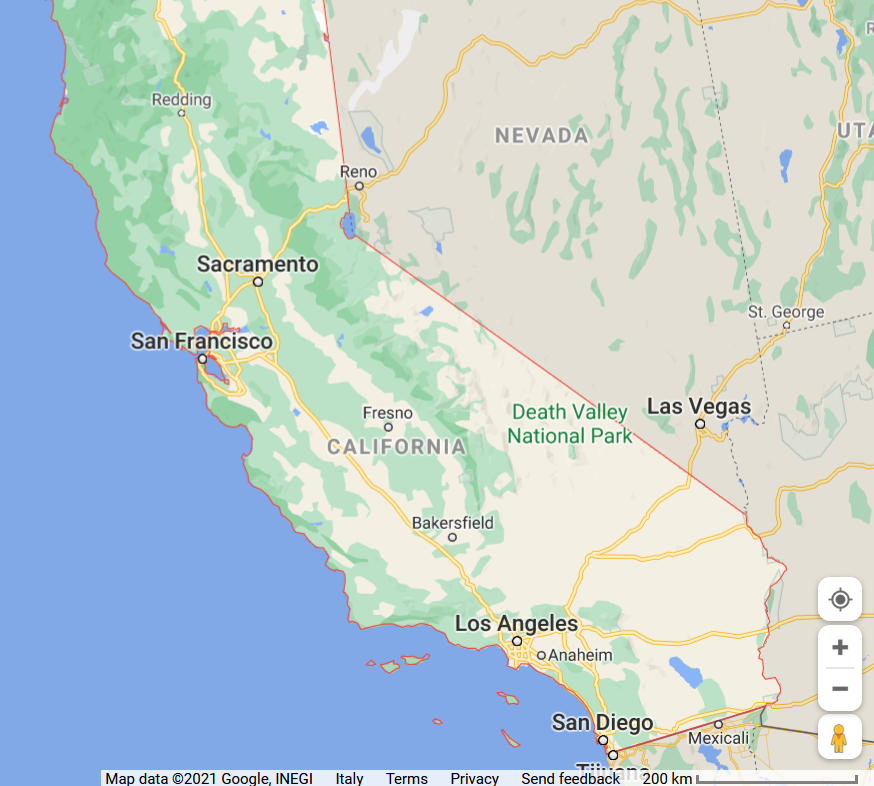 Redding
NEVADA
UTA
Reno
Sacramento
St. George
San Francisco
Las Vegas
Death Valley
National Park
Fresno
CALIFORNIA
Bakersfield
Los Angeles
Anaheim
San Diego
Mexicali
Tijuana
Map data ©2021 Google, INEGI Italy Terms Privacy Send feedback 200 km